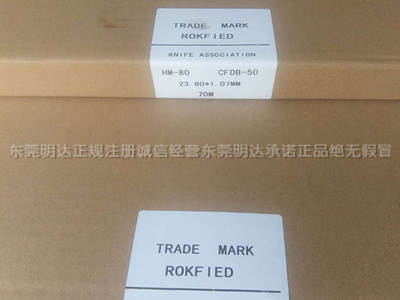 TRADE MARK
ROKFIED
KNIFE ASSOCIATION
HM-80 CFDB-50
23.80*1.07MM
70M
东莞明达正规注册诚信经营东莞明达承诺正品绝无假冒
TRADE MARK
ROKFIED